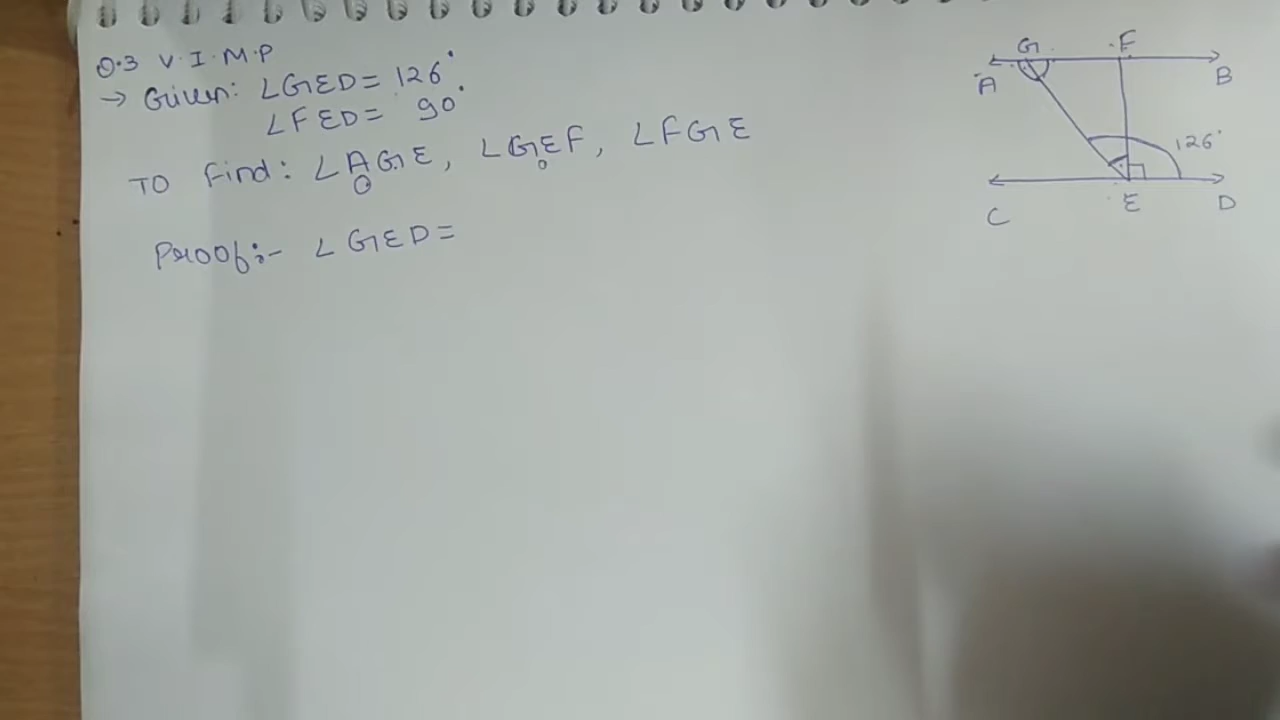 Q.3 V.I.M.P
→ Given: ∠GED = 126°
∠FED = 90°
To Find: ∠AGE, ∠GEF, ∠FGE
Proof:- ∠GED =
G F
A B
126°
C E D